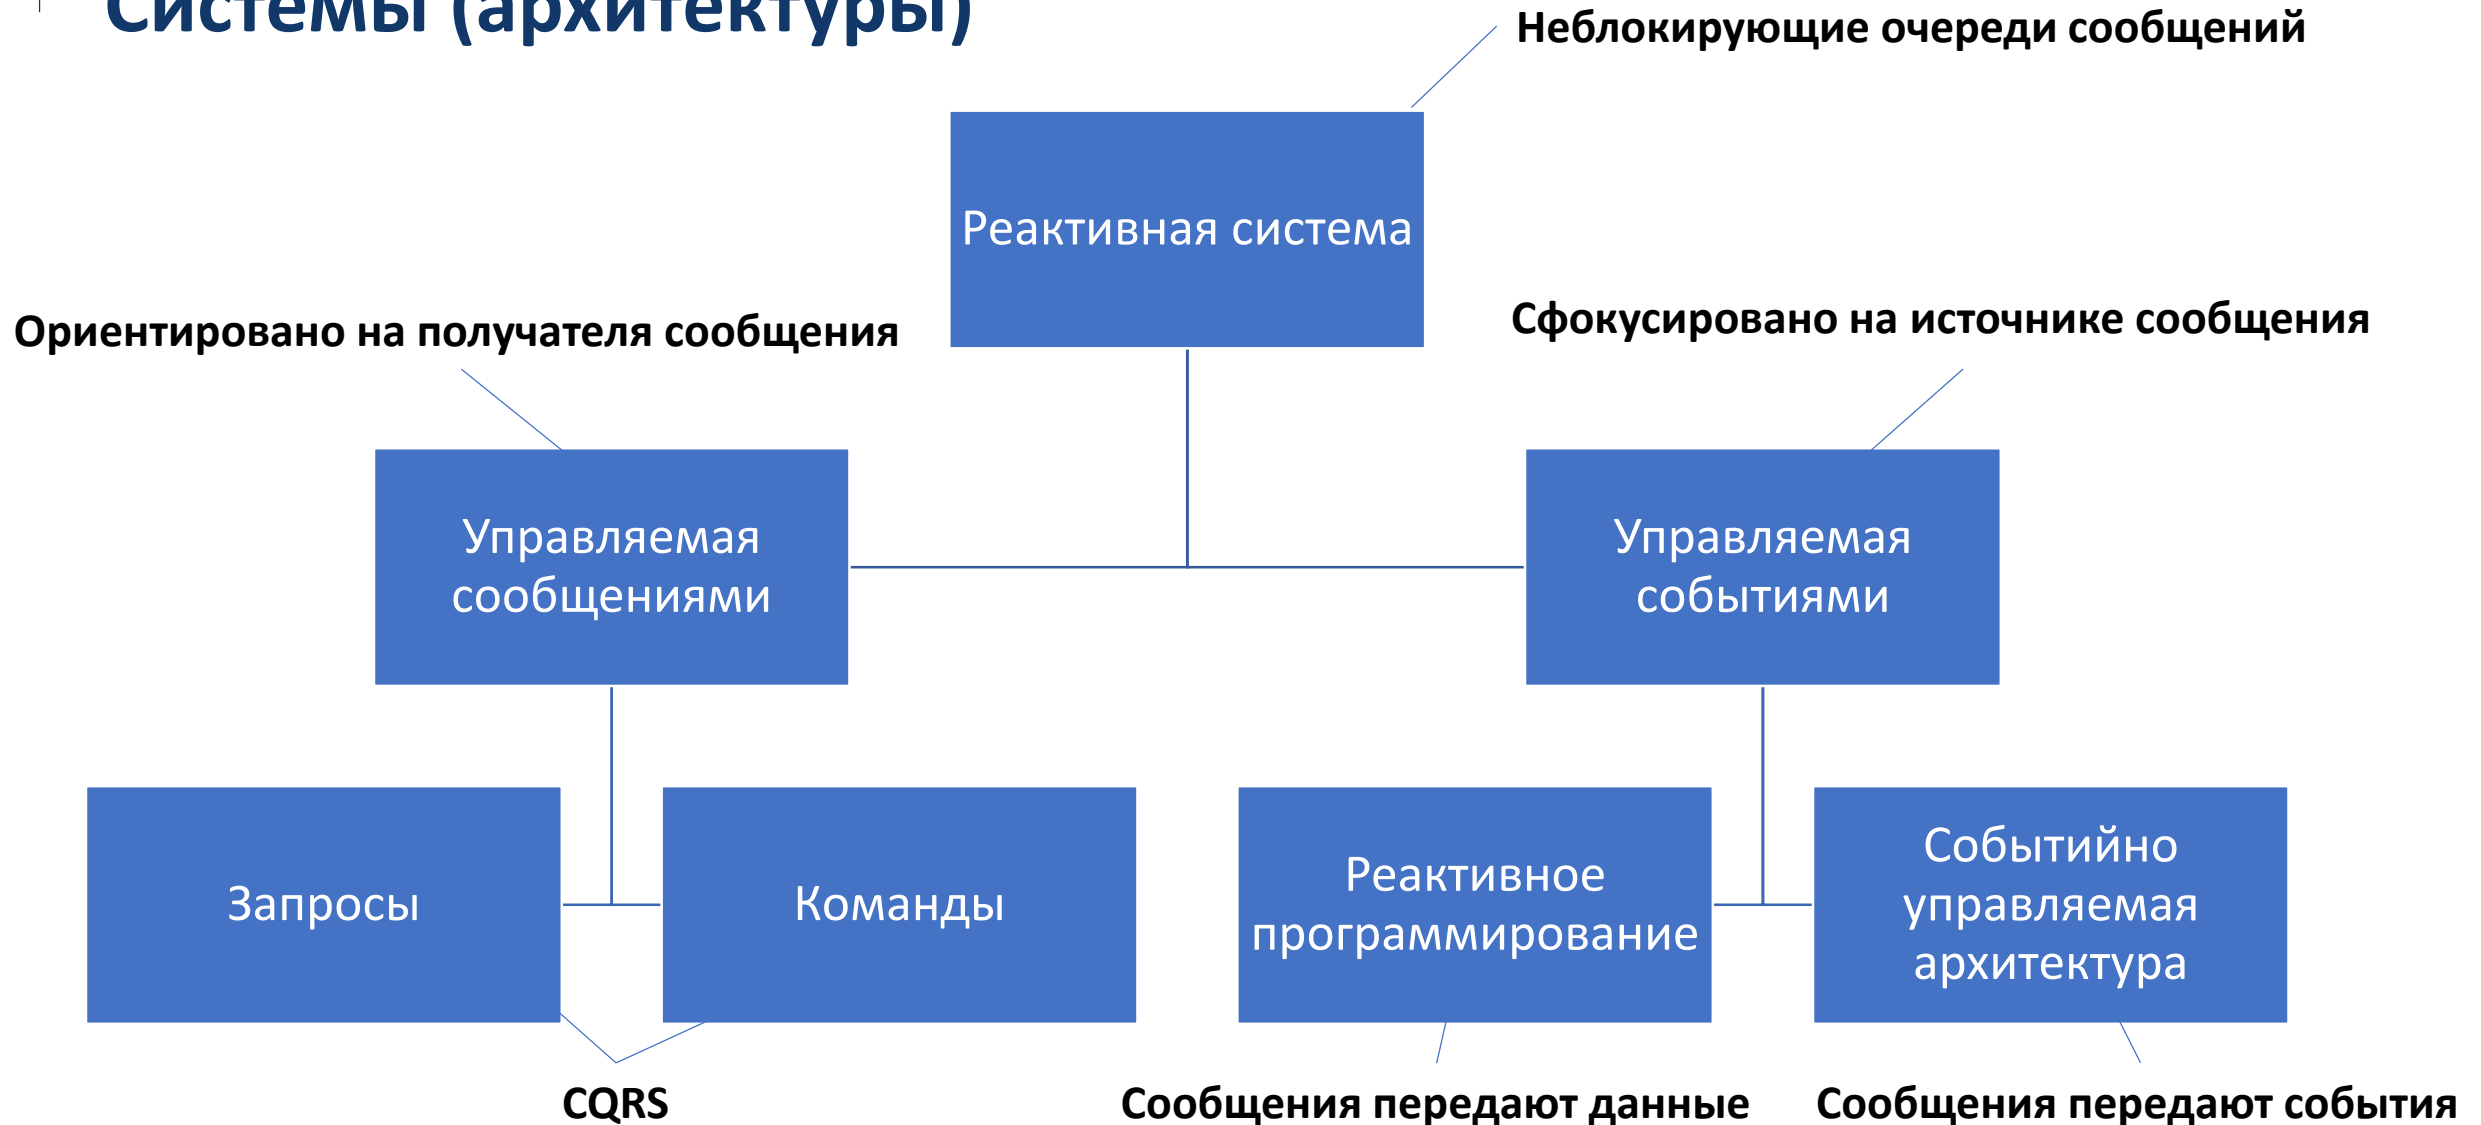 Системы (архитектуры)
Неблокирующие очереди сообщений
Реактивная система
Ориентировано на получателя сообщения
Сфокусировано на источнике сообщения
Управляемая
сообщениями
Управляемая
событиями
Запросы
Команды
Реактивное
программирование
Событийно
управляемая
архитектура
CQRS
Сообщения передают данные
Сообщения передают события